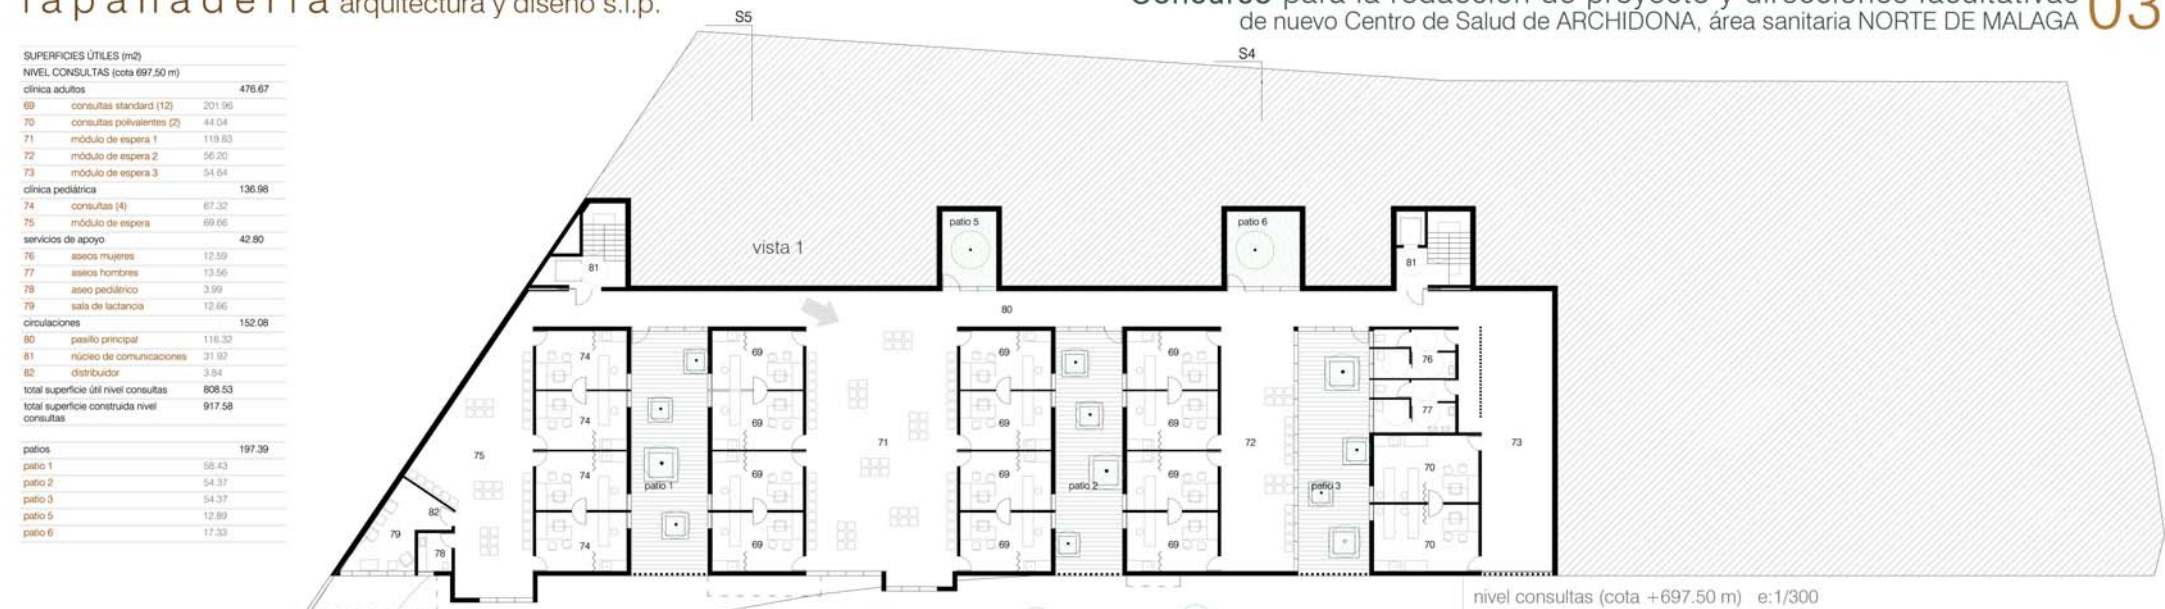 lapanadería arquitectura y diseño s.l.p.
Concurso para la redacción de proyecto y direcciones facultativas
de nuevo Centro de Salud de ARCHIDONA, área sanitaria NORTE DE MALAGA
03
SUPERFICIES ÚTILES (m2)
NIVEL CONSULTAS (cota 697,50 m)
clínica adultos 476.67
69 consultas standard (12) 201.96
70 consultas polivalentes (2) 44.04
71 módulo de espera 1 119.83
72 módulo de espera 2 56.20
73 módulo de espera 3 54.64
clínica pediátrica 136.98
74 consultas (4) 67.32
75 módulo de espera 69.66
servicios de apoyo 42.80
76 aseos mujeres 12.59
77 aseos hombres 13.56
78 aseo pediátrico 3.99
79 sala de lactancia 12.66
circulaciones 152.08
80 pasillo principal 116.32
81 núcleo de comunicaciones 31.92
82 distribuidor 3.84
total superficie útil nivel consultas 808.53
total superficie construida nivel 917.58
consultas
patios 197.39
patio 1 58.43
patio 2 54.37
patio 3 54.37
patio 5 12.89
patio 6 17.33
S5
S4
patio 5
patio 6
vista 1
81
81
80
74
69
69
69
76
74
69
69
69
77
75
71
72
73
74
69
69
69
70
patio 1
patio 2
patio 3
82
79
78
74
69
69
69
70
nivel consultas (cota +697.50 m) e:1/300